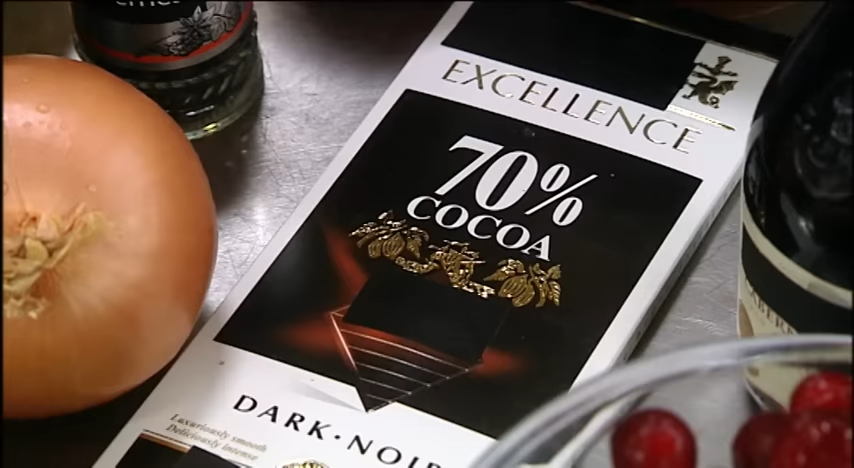 EXCELLENCE
70%
COCOA
DARK • NOIR
Luxuriously smooth
Deliciously intense